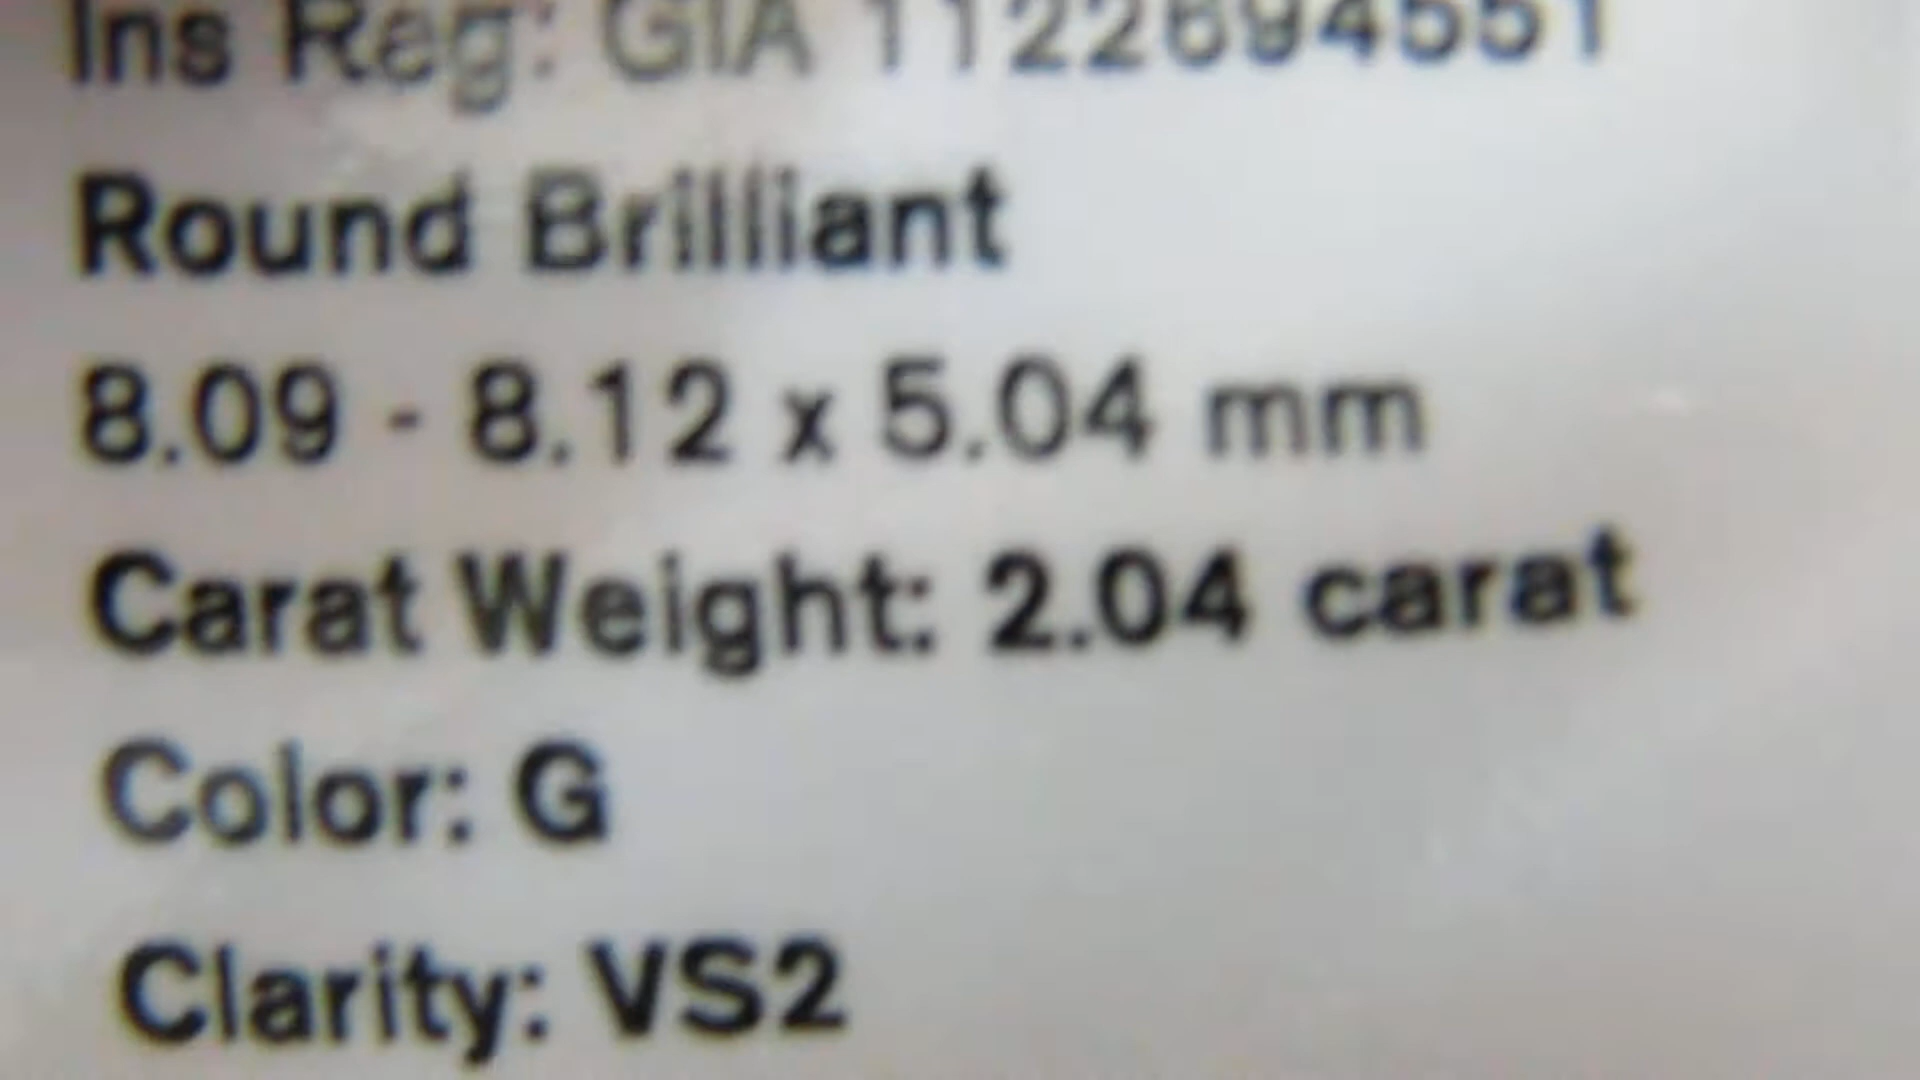 Ins Reg: GIA 1122694551
Round Brilliant
8.09 - 8.12 x 5.04 mm
Carat Weight: 2.04 carat
Color: G
Clarity: VS2